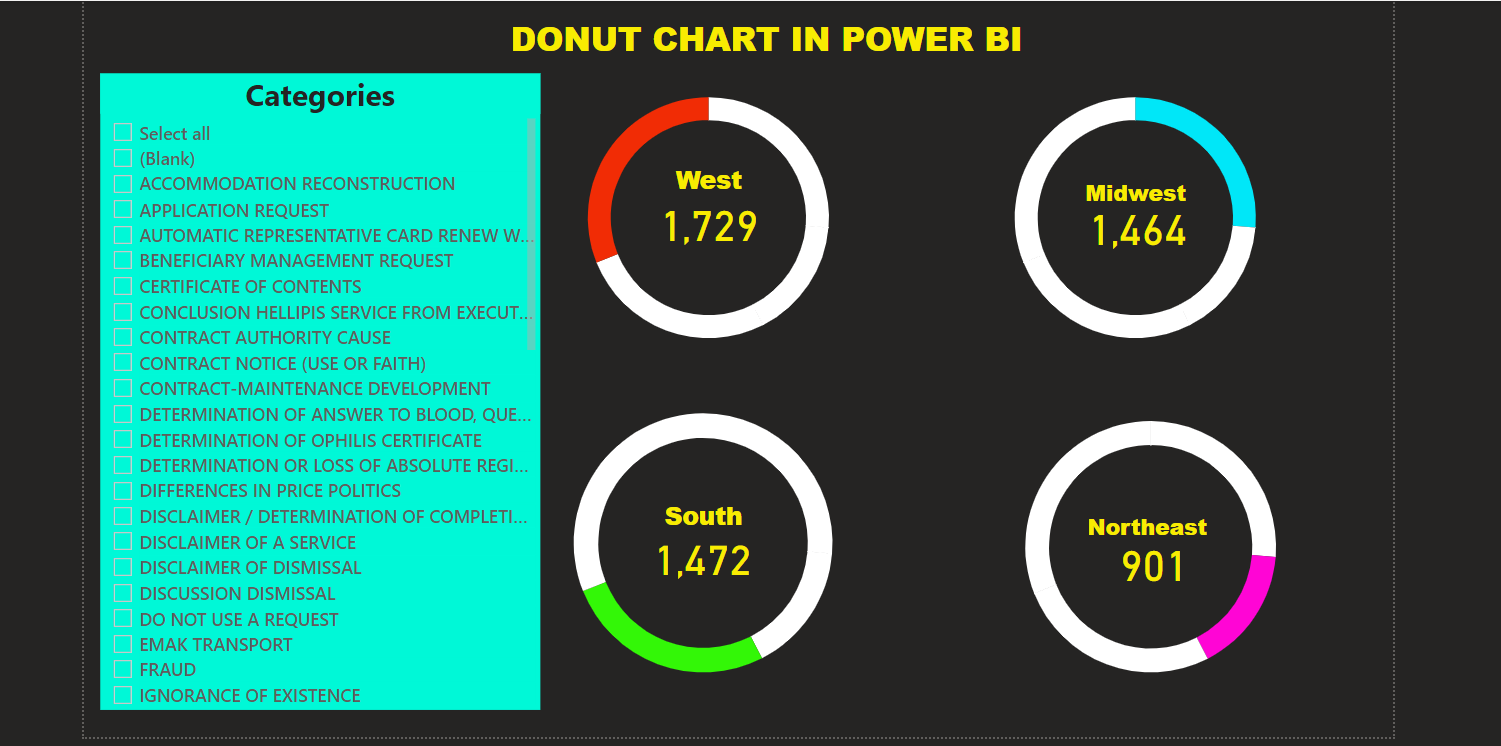 DONUT CHART IN POWER BI
Categories
Select all
(Blank)
ACCOMMODATION RECONSTRUCTION
APPLICATION REQUEST
AUTOMATIC REPRESENTATIVE CARD RENEW W...
BENEFICIARY MANAGEMENT REQUEST
CERTIFICATE OF CONTENTS
CONCLUSION HELLIPIS SERVICE FROM EXECUT...
CONTRACT AUTHORITY CAUSE
CONTRACT NOTICE (USE OR FAITH)
CONTRACT-MAINTENANCE DEVELOPMENT
DETERMINATION OF ANSWER TO BLOOD, QUE...
DETERMINATION OF OPHILIS CERTIFICATE
DETERMINATION OR LOSS OF ABSOLUTE REGI...
DIFFERENCES IN PRICE POLITICS
DISCLAIMER / DETERMINATION OF COMPLETI...
DISCLAIMER OF A SERVICE
DISCLAIMER OF DISMISSAL
DISCUSSION DISMISSAL
DO NOT USE A REQUEST
EMAK TRANSPORT
FRAUD
IGNORANCE OF EXISTENCE
West
1,729
Midwest
1,464
South
1,472
Northeast
901